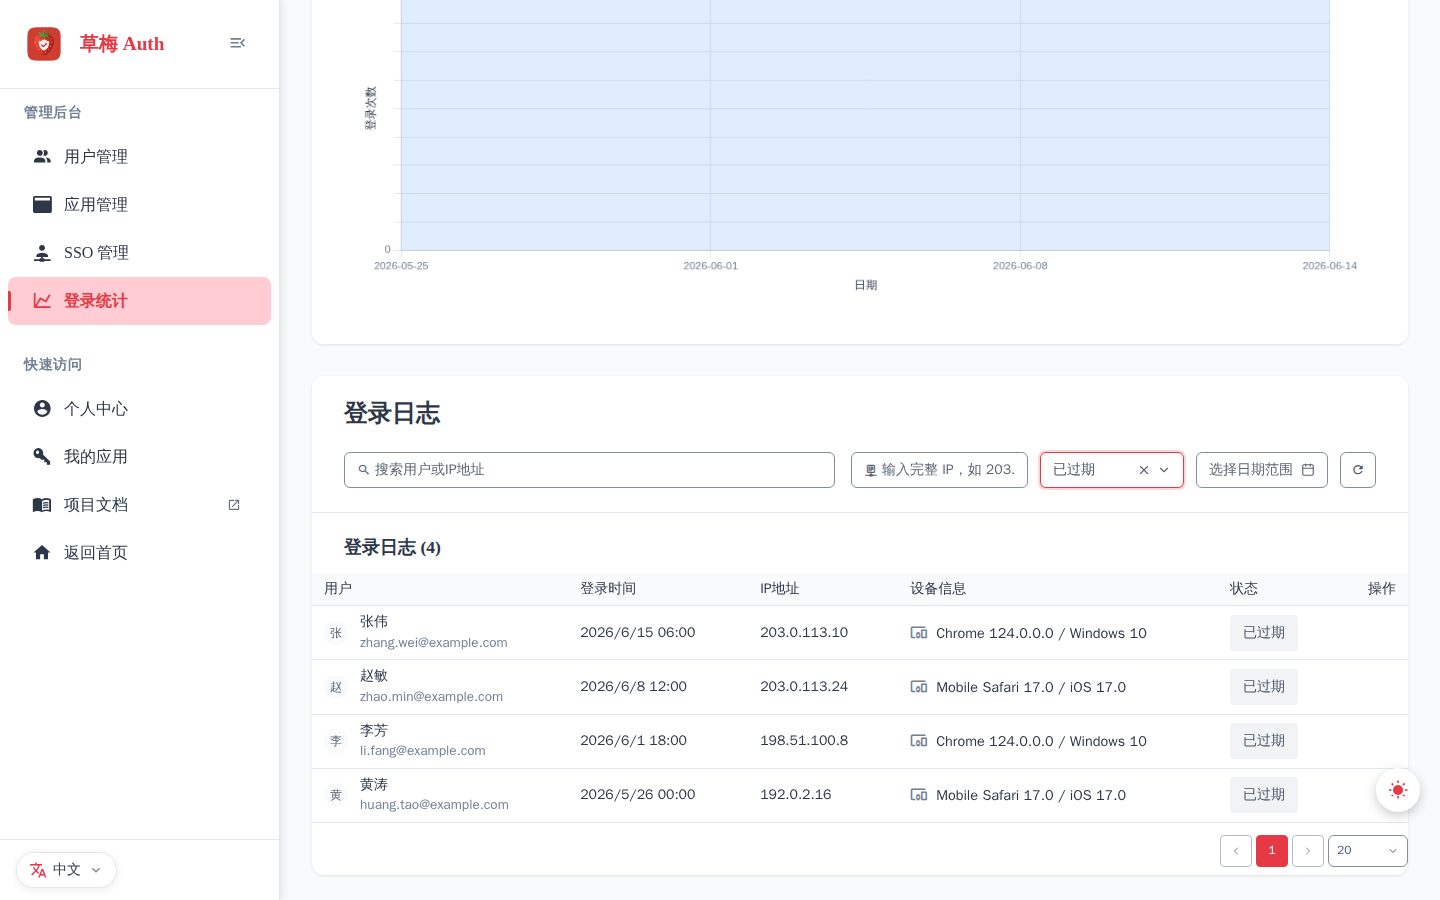 草梅 Auth
管理后台
用户管理
应用管理
SSO 管理
登录统计
快速访问
个人中心
我的应用
项目文档
返回首页
中文
登录次数
0
2026-05-25
2026-06-01
2026-06-08
2026-06-14
日期
登录日志
搜索用户或IP地址
输入完整 IP，如 203.
已过期
选择日期范围
登录日志 (4)
用户 登录时间 IP地址 设备信息 状态 操作
张
张伟
zhang.wei@example.com
2026/6/15 06:00
203.0.113.10
Chrome 124.0.0.0 / Windows 10
已过期
赵
赵敏
zhao.min@example.com
2026/6/8 12:00
203.0.113.24
Mobile Safari 17.0 / iOS 17.0
已过期
李
李芳
li.fang@example.com
2026/6/1 18:00
198.51.100.8
Chrome 124.0.0.0 / Windows 10
已过期
黄
黄涛
huang.tao@example.com
2026/5/26 00:00
192.0.2.16
Mobile Safari 17.0 / iOS 17.0
已过期
1
20